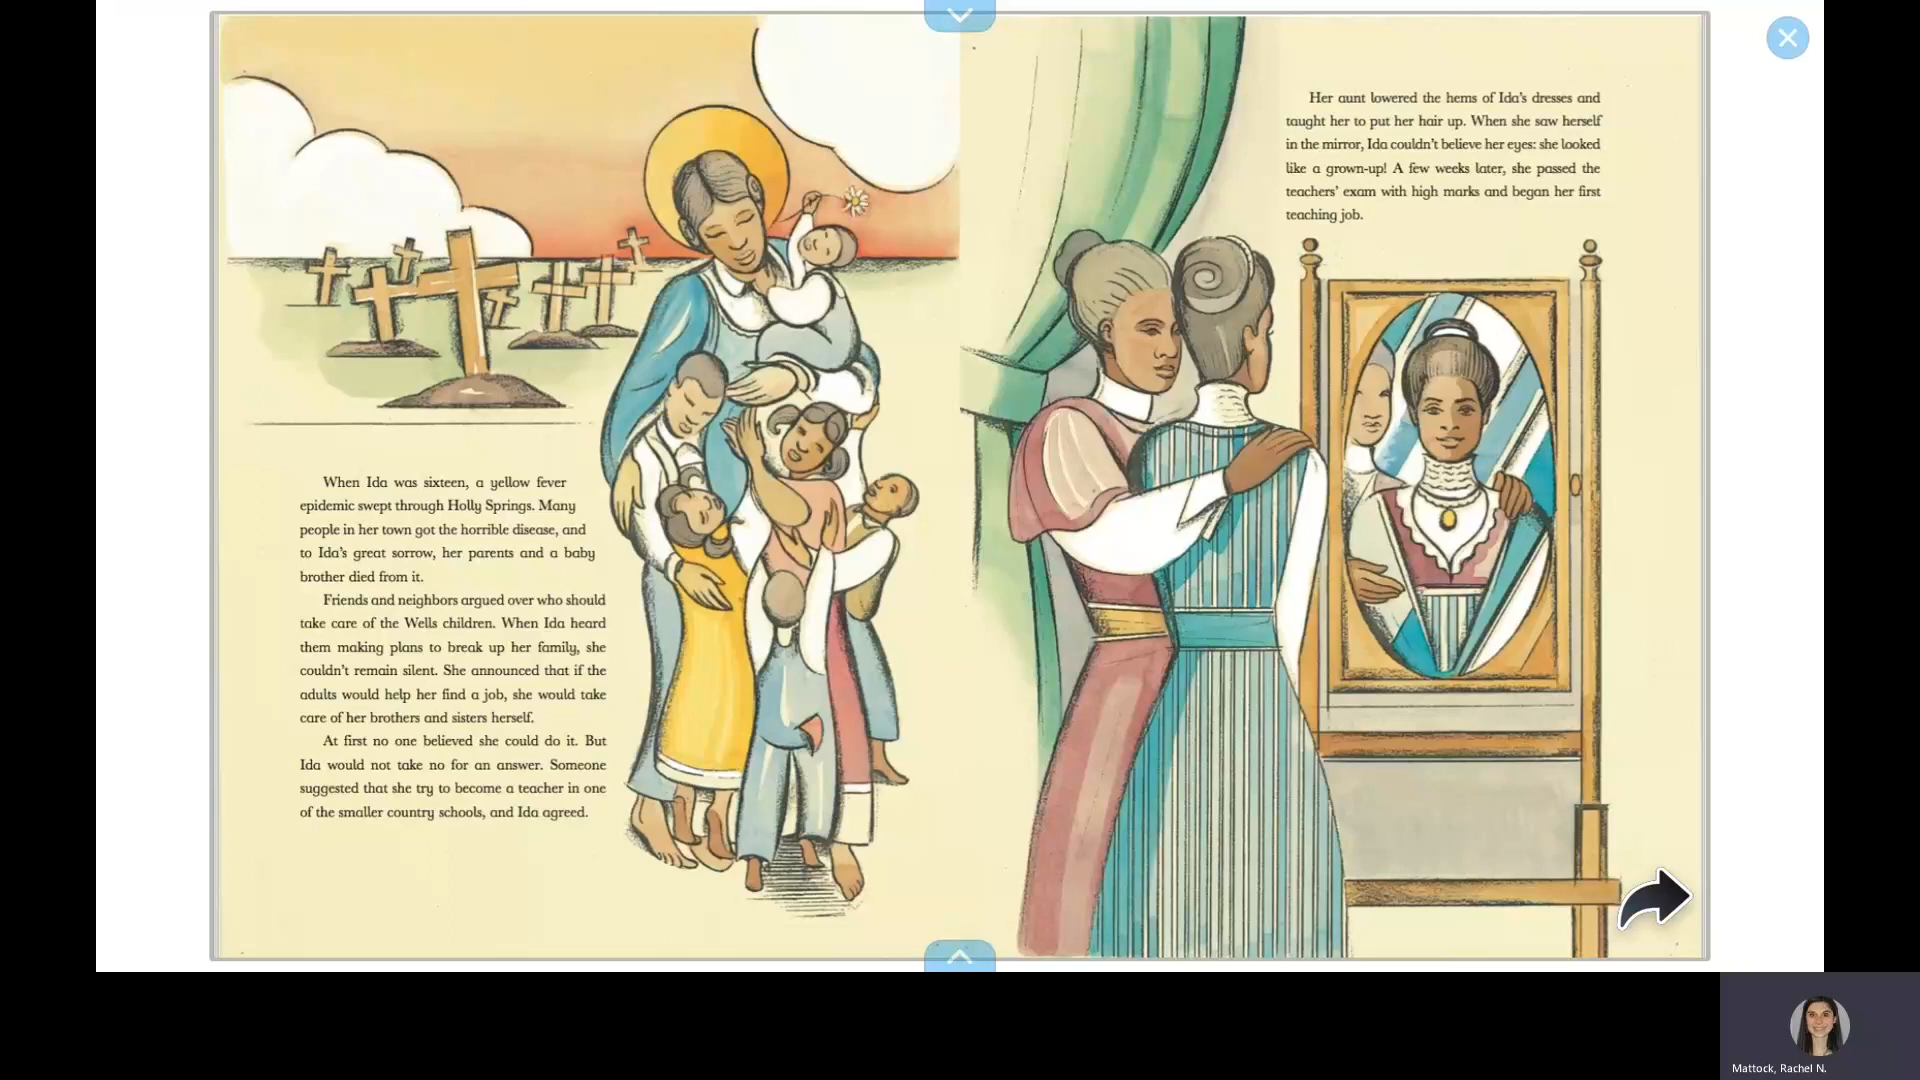 When Ida was sixteen, a yellow fever
epidemic swept through Holly Springs. Many
people in her town got the horrible disease, and
to Ida's great sorrow, her parents and a baby
brother died from it.
Friends and neighbors argued over who should
take care of the Wells children. When Ida heard
them making plans to break up her family, she
couldn't remain silent. She announced that if the
adults would help her find a job, she would take
care of her brothers and sisters herself.
At first no one believed she could do it. But
Ida would not take no for an answer. Someone
suggested that she try to become a teacher in one
of the smaller country schools, and Ida agreed.
Her aunt lowered the hems of Ida's dresses and
taught her to put her hair up. When she saw herself
in the mirror, Ida couldn't believe her eyes: she looked
like a grown-up! A few weeks later, she passed the
teachers' exam with high marks and began her first
teaching job.
Mattock, Rachel N.